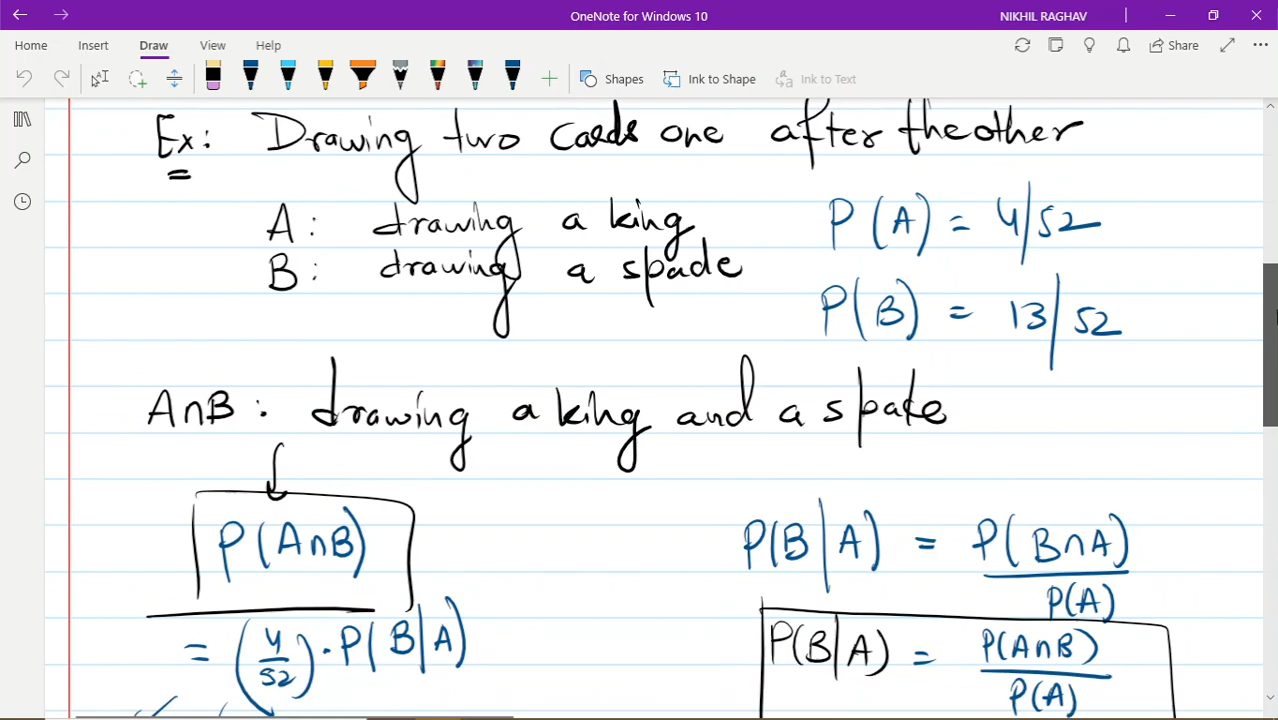 OneNote for Windows 10
NIKHIL RAGHAV
Home Insert Draw View Help
Share
Shapes Ink to Shape Ink to Text
Ex: Drawing two cards one after the other
A: drawing a king
P(A) = 4/52
B: drawing a spade
P(B) = 13/52
A∩B: drawing a king and a spade
P(A∩B)
P(B|A) = P(B∩A)/P(A)
= (4/52) · P(B|A)
P(B|A) = P(A∩B)/P(A)